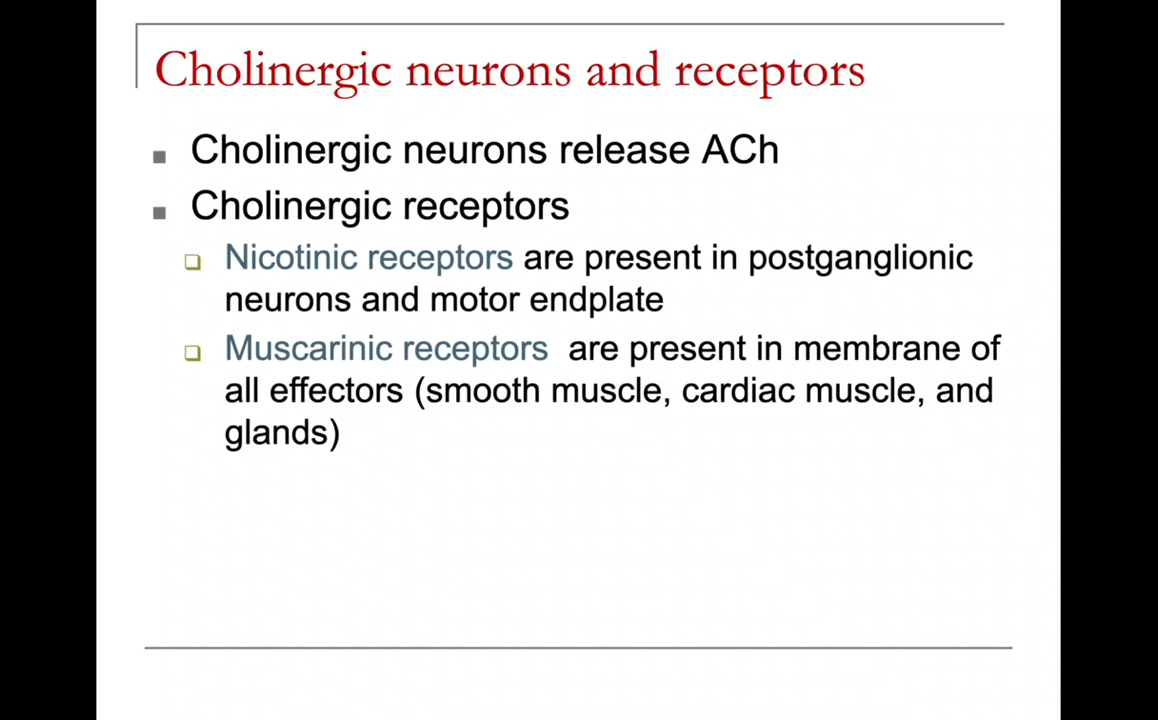 Cholinergic neurons and receptors
Cholinergic neurons release ACh
Cholinergic receptors
Nicotinic receptors are present in postganglionic
neurons and motor endplate
Muscarinic receptors are present in membrane of
all effectors (smooth muscle, cardiac muscle, and
glands)